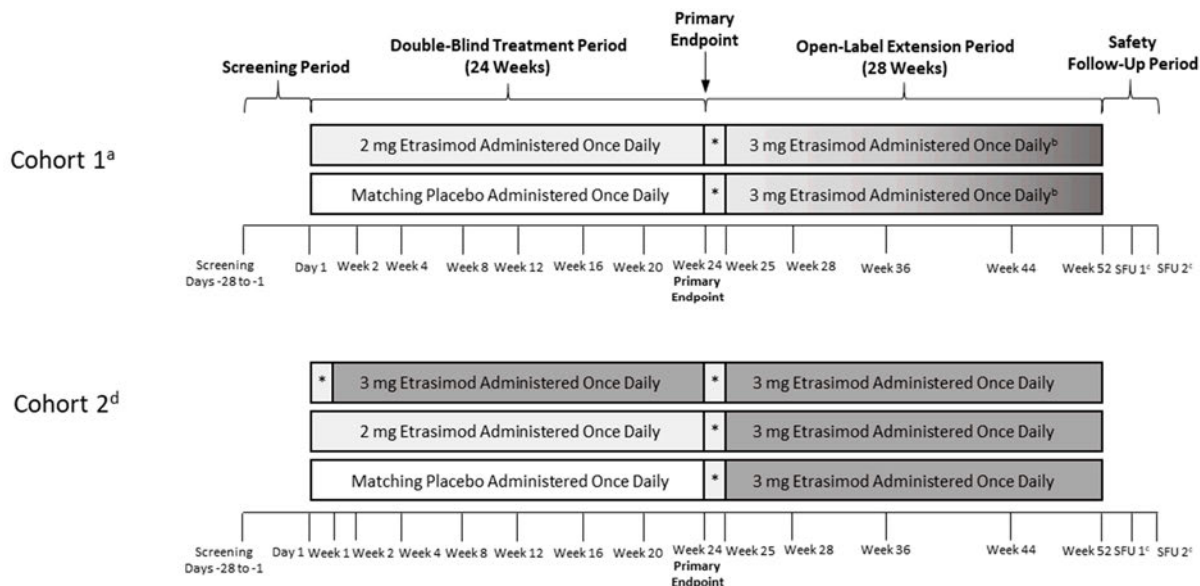 Primary
Endpoint
Double-Blind Treatment Period
(24 Weeks)
Open-Label Extension Period
(28 Weeks)
Safety
Follow-Up Period
Screening Period
Cohort 1ᵃ
2 mg Etrasimod Administered Once Daily * 3 mg Etrasimod Administered Once Dailyᵇ
Matching Placebo Administered Once Daily * 3 mg Etrasimod Administered Once Dailyᵇ
Screening
Days -28 to -1
Day 1 Week 2 Week 4 Week 8 Week 12 Week 16 Week 20 Week 24 Week 25 Week 28 Week 36 Week 44 Week 52 SFU 1ᶜ SFU 2ᶜ
Primary
Endpoint
Cohort 2ᵈ
* 3 mg Etrasimod Administered Once Daily * 3 mg Etrasimod Administered Once Daily
2 mg Etrasimod Administered Once Daily * 3 mg Etrasimod Administered Once Daily
Matching Placebo Administered Once Daily * 3 mg Etrasimod Administered Once Daily
Screening
Days -28 to -1
Day 1 Week 1 Week 2 Week 4 Week 8 Week 12 Week 16 Week 20 Week 24 Week 25 Week 28 Week 36 Week 44 Week 52 SFU 1ᶜ SFU 2ᶜ
Primary
Endpoint